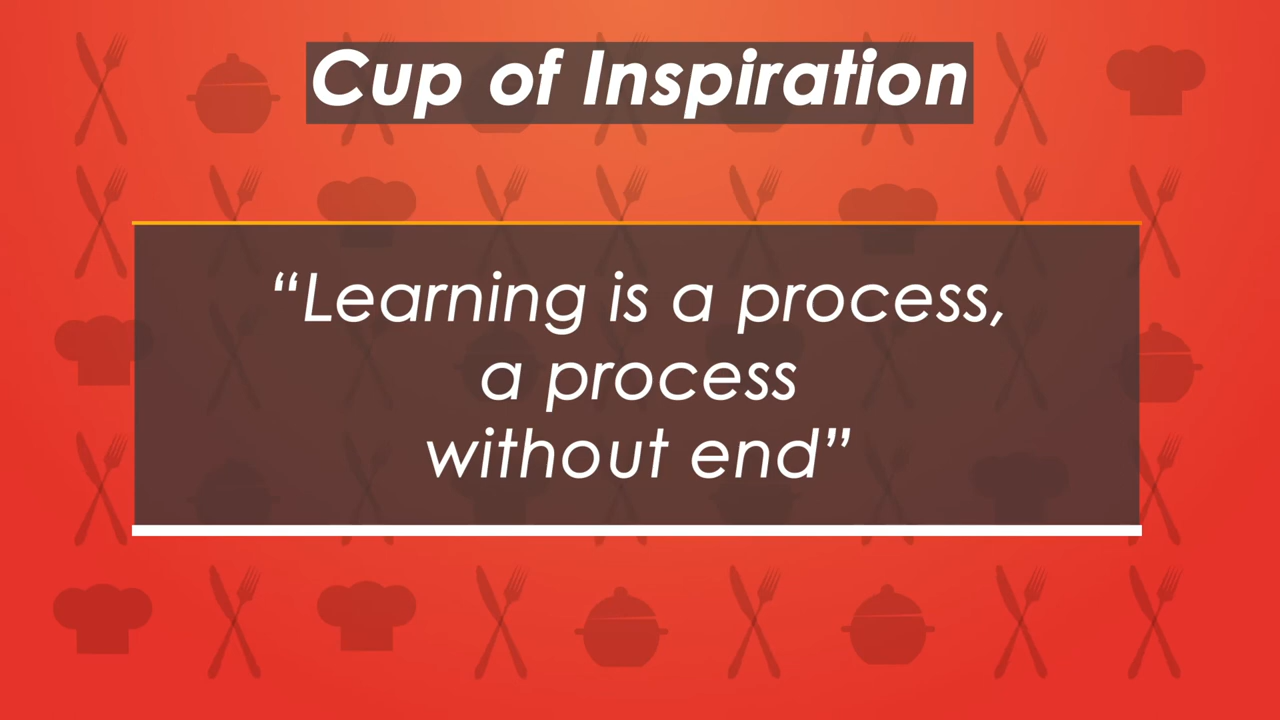 Cup of Inspiration
“Learning is a process,
a process
without end”